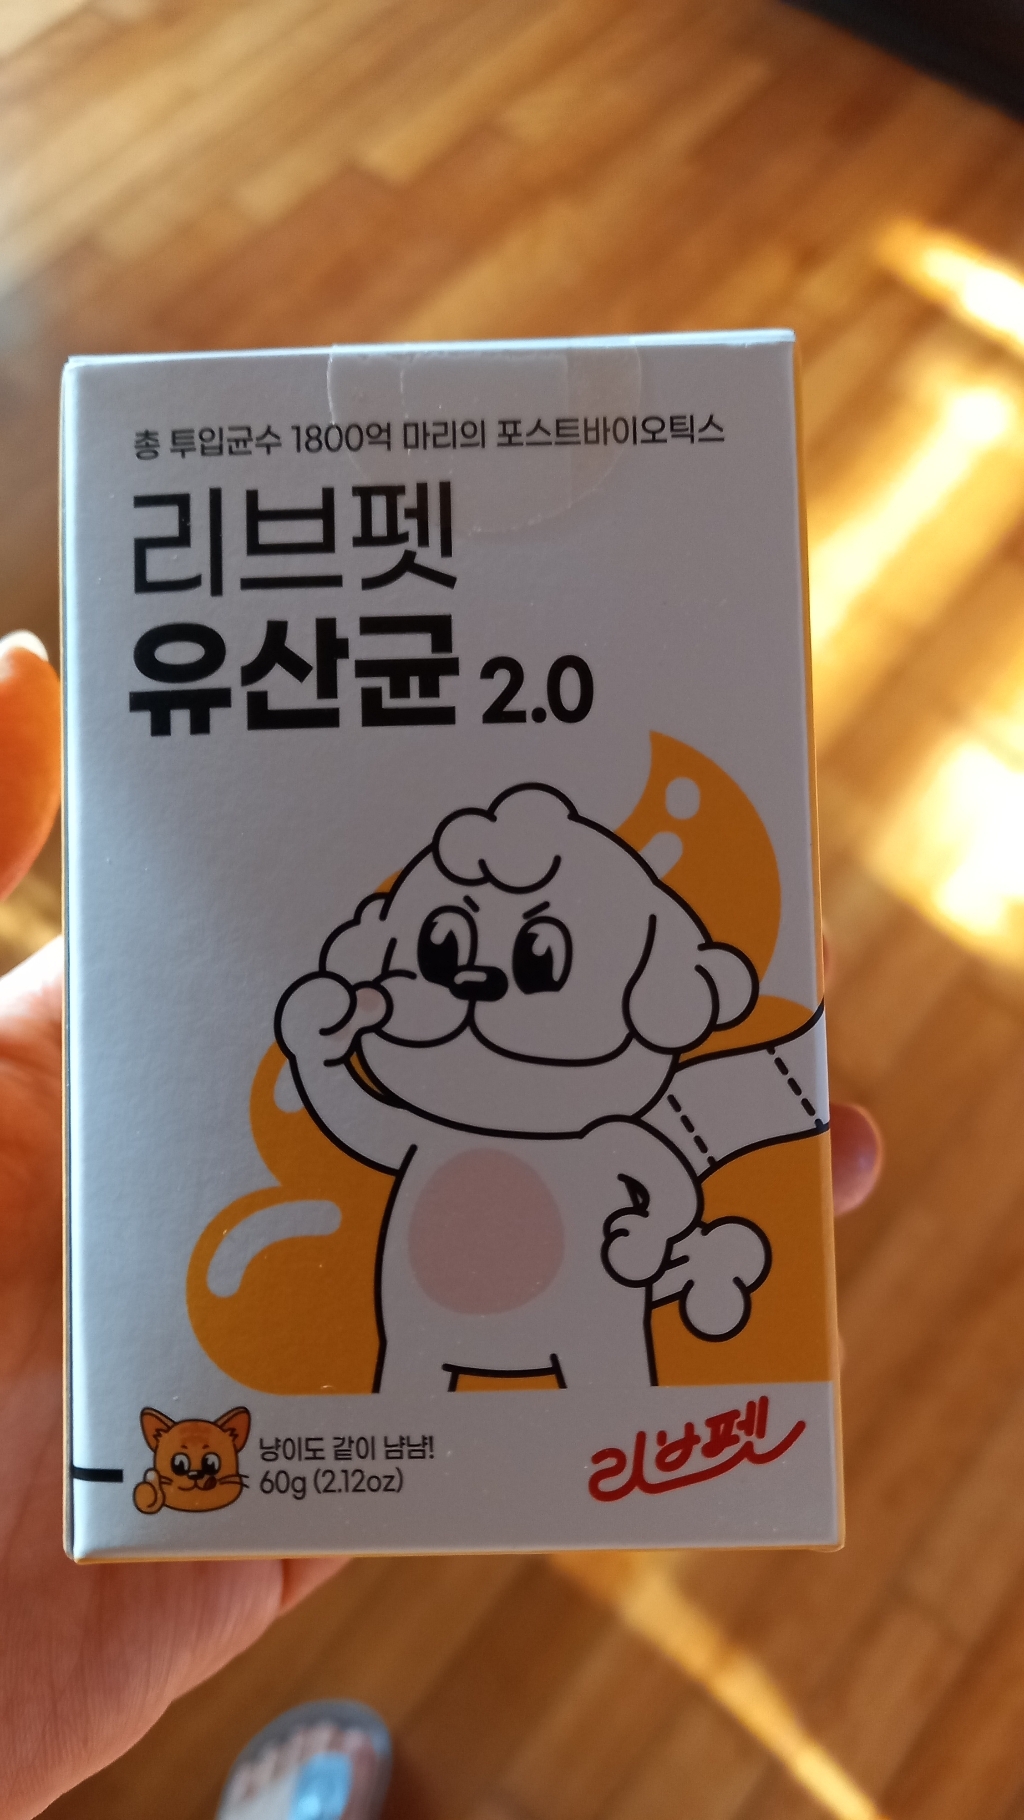 총 투입균수 1800억 마리의 포스트바이오틱스
리브펫
유산균 2.0
냥이도 같이 냠냠!
60g (2.12oz)
리브펫